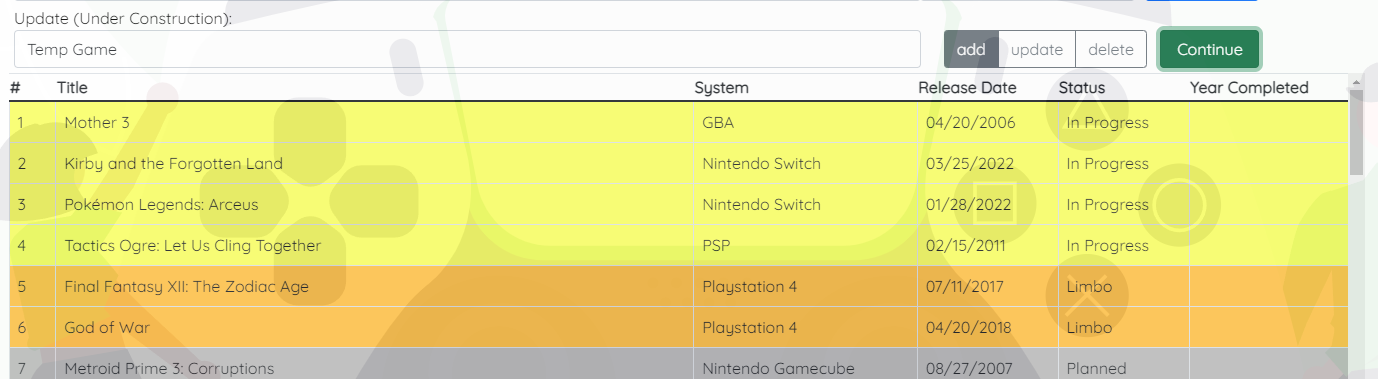 Update (Under Construction):
Temp Game add update delete Continue
# Title System Release Date Status Year Completed
1 Mother 3 GBA 04/20/2006 In Progress
2 Kirby and the Forgotten Land Nintendo Switch 03/25/2022 In Progress
3 Pokémon Legends: Arceus Nintendo Switch 01/28/2022 In Progress
4 Tactics Ogre: Let Us Cling Together PSP 02/15/2011 In Progress
5 Final Fantasy XII: The Zodiac Age Playstation 4 07/11/2017 Limbo
6 God of War Playstation 4 04/20/2018 Limbo
7 Metroid Prime 3: Corruptions Nintendo Gamecube 08/27/2007 Planned